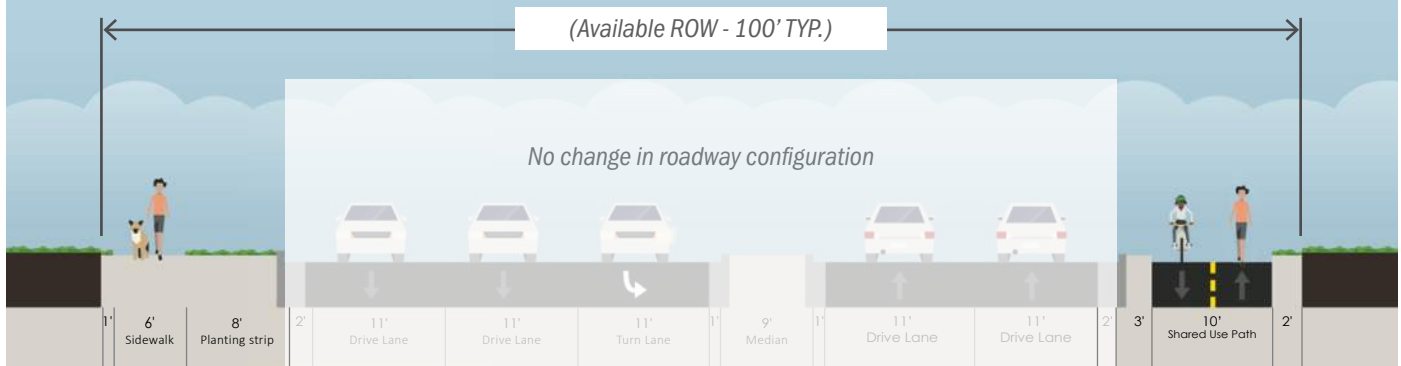 (Available ROW - 100’ TYP.)
No change in roadway configuration
1' 6' 8' 2' 11' 11' 11' 1' 9' 1' 11' 11' 2' 3' 10’ 2'
Sidewalk Planting strip Drive Lane Drive Lane Turn Lane Median Drive Lane Drive Lane Shared Use Path